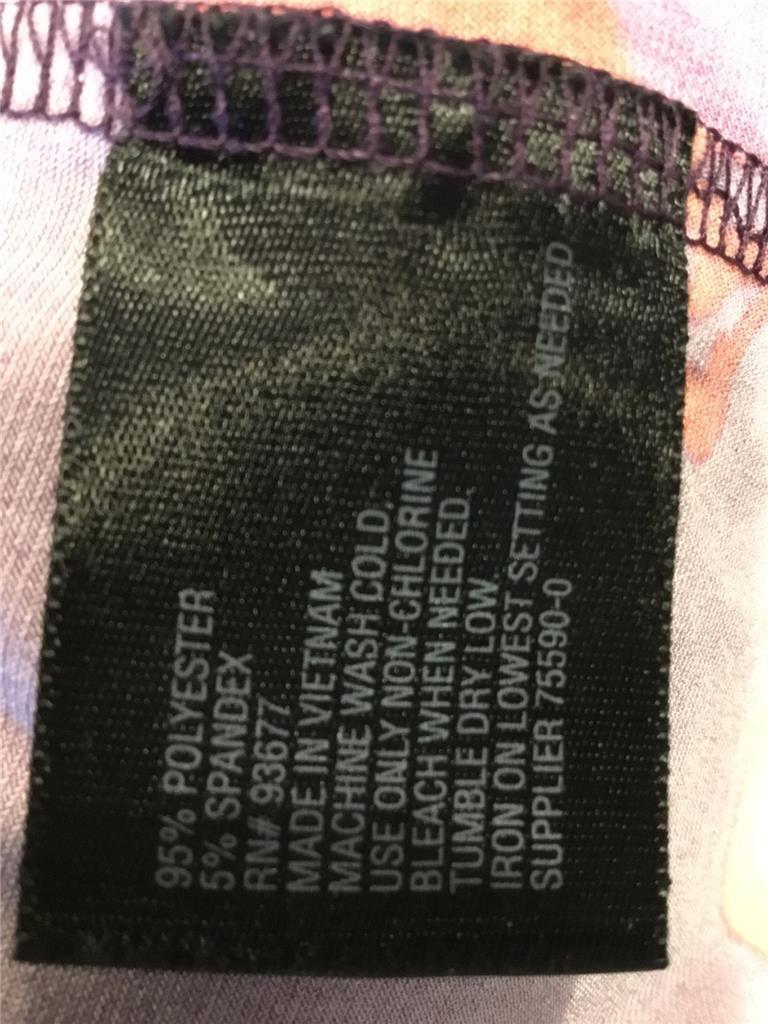 95% POLYESTER
5% SPANDEX
RN# 93677
MADE IN VIETNAM
MACHINE WASH COLD.
USE ONLY NON-CHLORINE
BLEACH WHEN NEEDED.
TUMBLE DRY LOW
IRON ON LOWEST SETTING AS NEEDED
SUPPLIER 75590-0